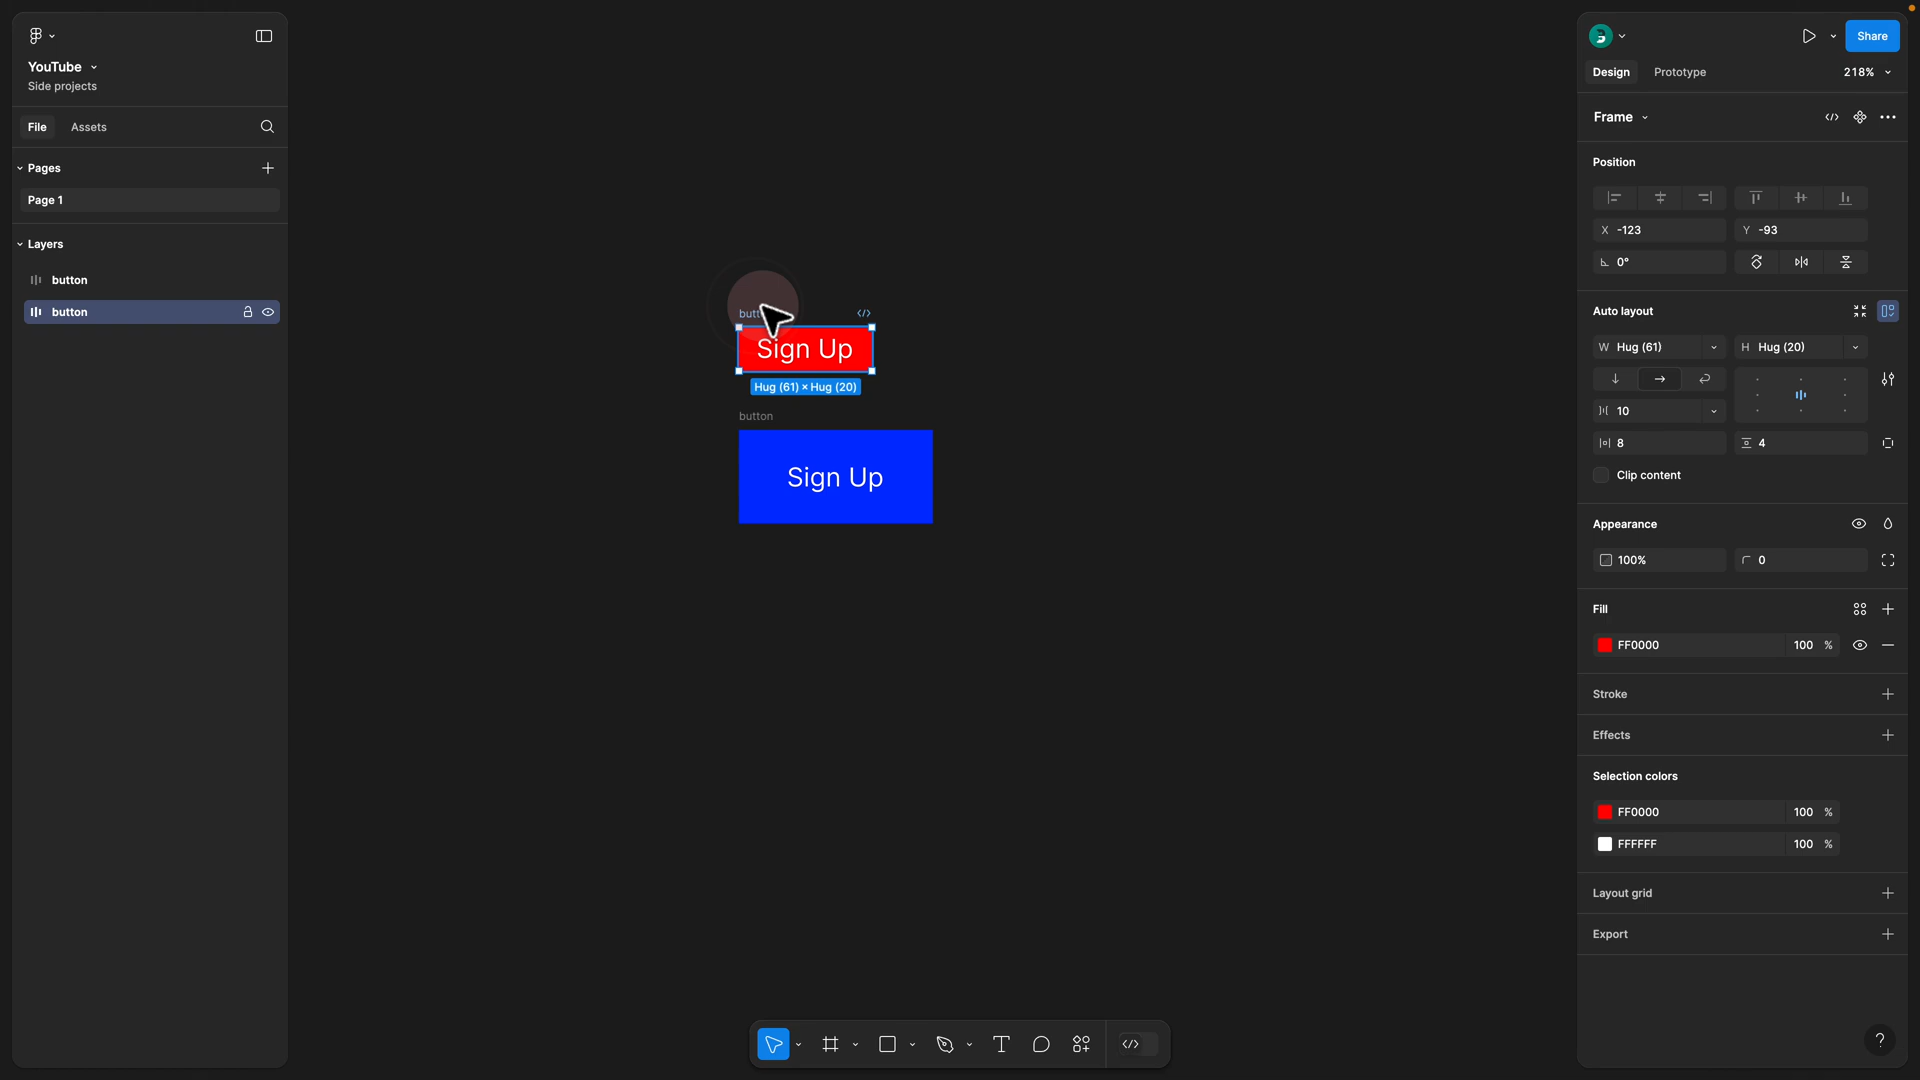 YouTube
Side projects
File Assets
Pages
Page 1
Layers
button
button
Sign Up
Hug (61) × Hug (20)
button
Sign Up
Share
Design Prototype 218%
Frame
Position
X -123 Y -93
0°
Auto layout
W Hug (61) H Hug (20)
10
8 4
Clip content
Appearance
100% 0
Fill
FF0000 100 %
Stroke
Effects
Selection colors
FF0000 100 %
FFFFFF 100 %
Layout grid
Export
?